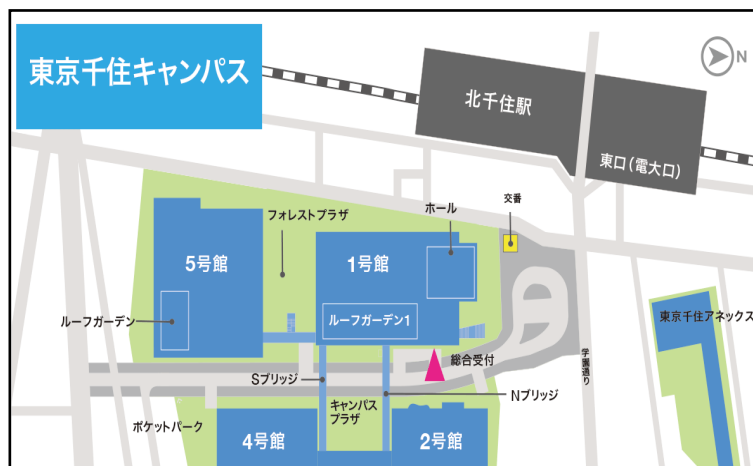 東京千住キャンパス
N
北千住駅
東口(電大口)
交番
ホール
フォレストプラザ
5号館
1号館
ルーフガーデン
ルーフガーデン1
東京千住アネックス
総合受付
学園通り
Sブリッジ
Nブリッジ
キャンパス
プラザ
ポケットパーク
4号館
2号館